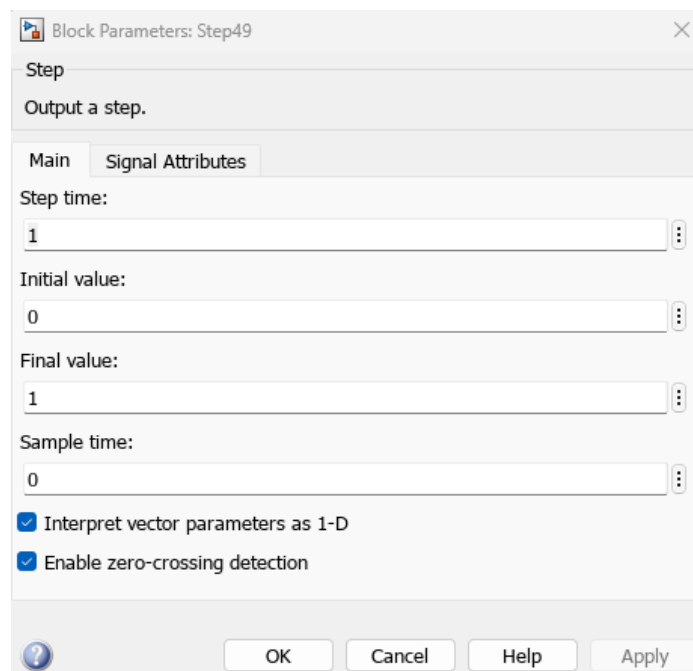 Block Parameters: Step49
Step
Output a step.
Main Signal Attributes
Step time:
1
Initial value:
0
Final value:
1
Sample time:
0
Interpret vector parameters as 1-D
Enable zero-crossing detection
? OK Cancel Help Apply